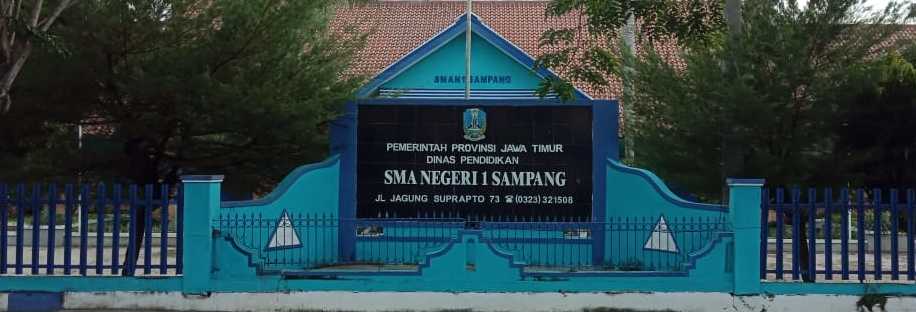 SMAN 1 SAMPANG
PEMERINTAH PROVINSI JAWA TIMUR
DINAS PENDIDIKAN
SMA NEGERI 1 SAMPANG
JL JAGUNG SUPRAPTO 73 ☎ (0323) 321508